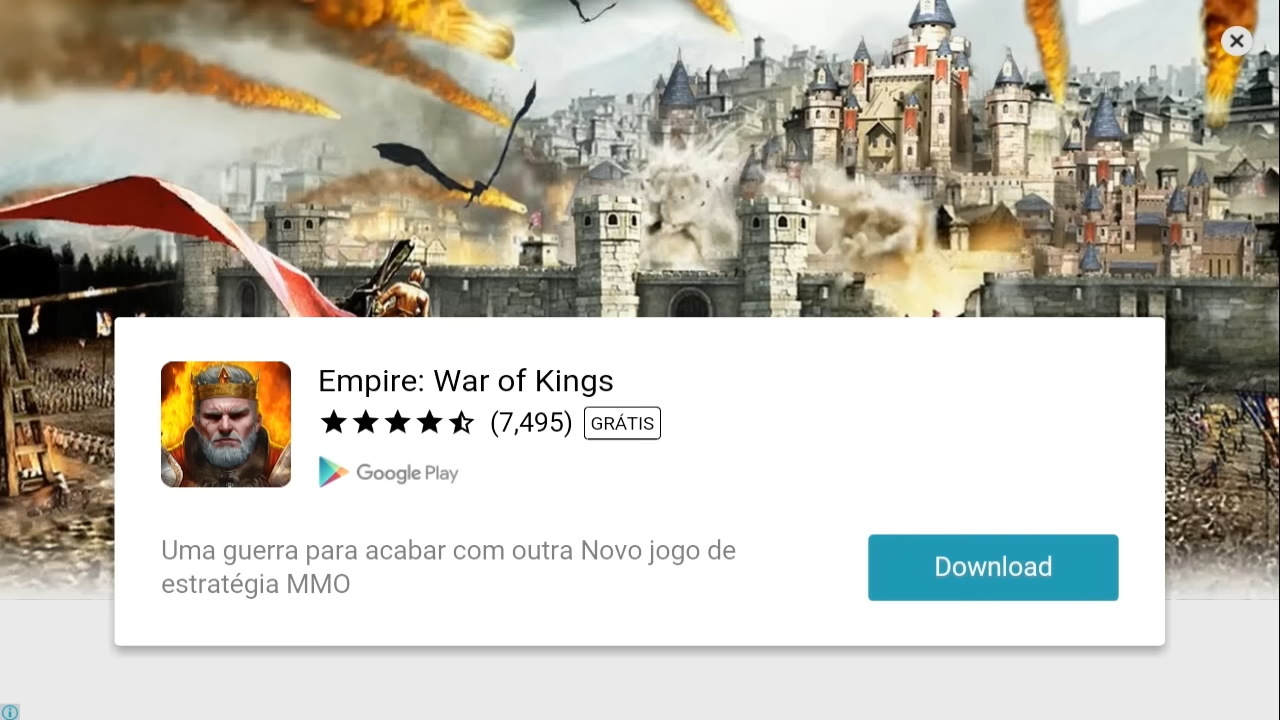 Empire: War of Kings
(7,495) GRÁTIS
Google Play
Uma guerra para acabar com outra Novo jogo de
estratégia MMO
Download